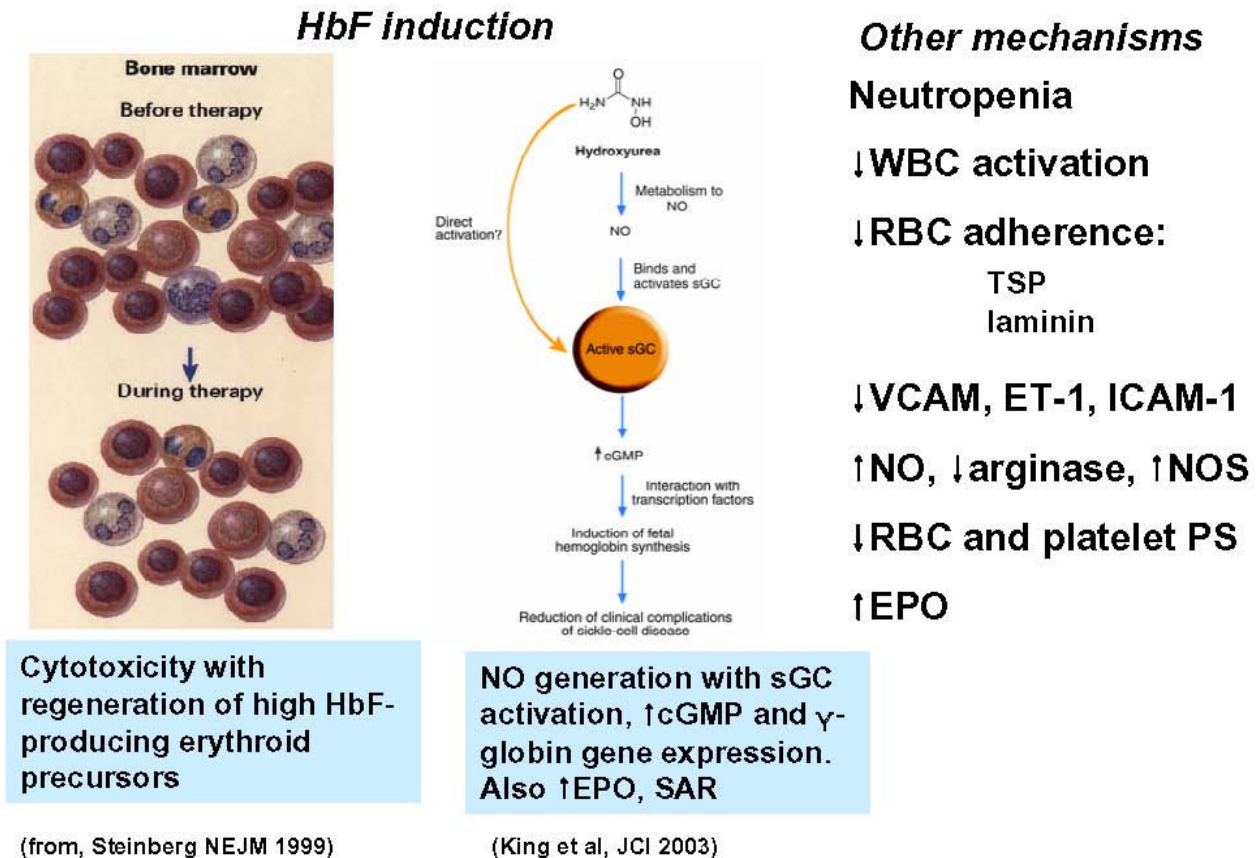 HbF induction
Bone marrow
Before therapy
During therapy
Cytotoxicity with
regeneration of high HbF-
producing erythroid
precursors
(from, Steinberg NEJM 1999)
O
H₂N
NH
OH
Hydroxyurea
Metabolism to
NO
NO
Direct
activation?
Binds and
activates sGC
Active sGC
↑cGMP
Interaction with
transcription factors
Induction of fetal
hemoglobin synthesis
Reduction of clinical complications
of sickle-cell disease
NO generation with sGC
activation, ↑cGMP and γ-
globin gene expression.
Also ↑EPO, SAR
(King et al, JCI 2003)
Other mechanisms
Neutropenia
↓WBC activation
↓RBC adherence:
TSP
laminin
↓VCAM, ET-1, ICAM-1
↑NO, ↓arginase, ↑NOS
↓RBC and platelet PS
↑EPO